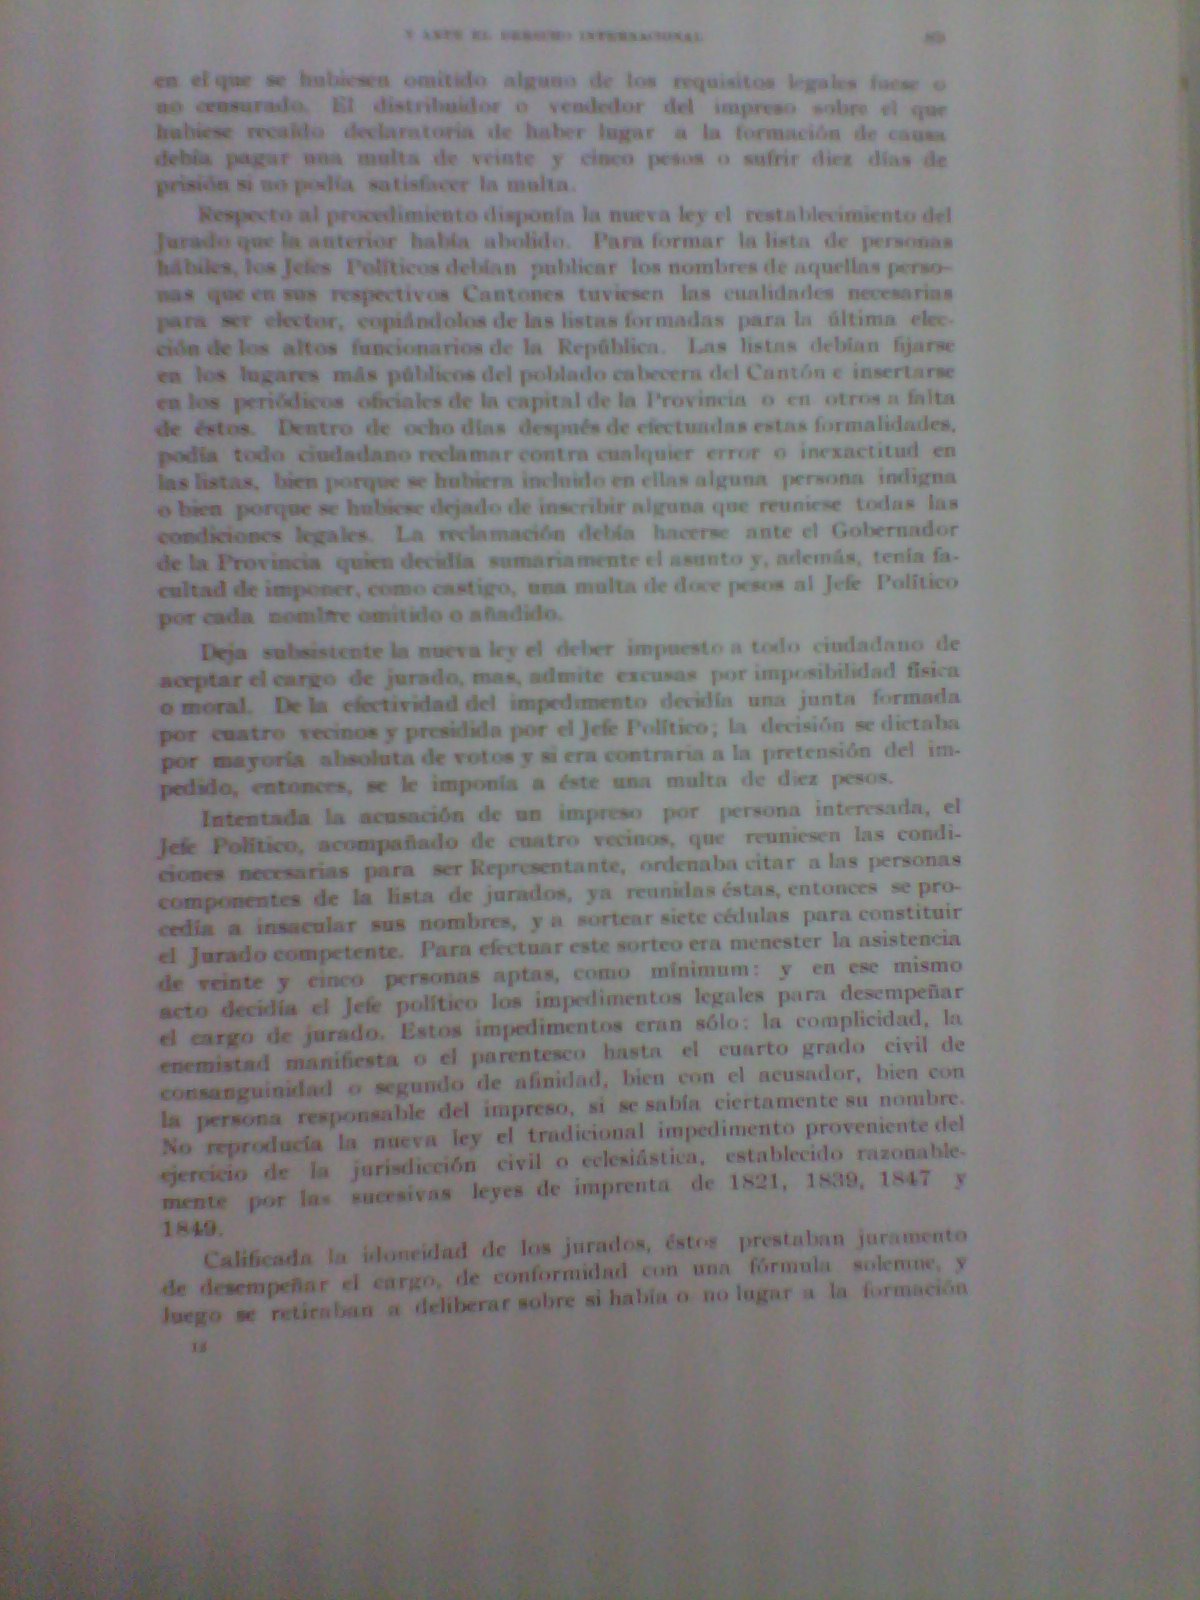 Y ANTE EL DERECHO INTERNACIONAL
en el que se hubiesen omitido alguno de los requisitos legales fuese o
no censurado. El distribuidor o vendedor del impreso sobre el que
hubiese recaído declaratoria de haber lugar a la formación de causa
debía pagar una multa de veinte y cinco pesos o sufrir diez días de
prisión si no podía satisfacer la multa.
Respecto al procedimiento disponía la nueva ley el restablecimiento del
Jurado que la anterior había abolido. Para formar la lista de personas
hábiles, los Jefes Políticos debían publicar los nombres de aquellas perso-
nas que en sus respectivos Cantones tuviesen las cualidades necesarias
para ser elector, copiándolos de las listas formadas para la última elec-
ción de los altos funcionarios de la República. Las listas debían fijarse
en los lugares más públicos del poblado cabecera del Cantón e insertarse
en los periódicos oficiales de la capital de la Provincia o en otros a falta
de éstos. Dentro de ocho días después de efectuadas estas formalidades,
podía todo ciudadano reclamar contra cualquier error o inexactitud en
las listas, bien porque se hubiera incluido en ellas alguna persona indigna
o bien porque se hubiese dejado de inscribir alguna que reuniese todas las
condiciones legales. La reclamación debía hacerse ante el Gobernador
de la Provincia quien decidía sumariamente el asunto y, además, tenía fa-
cultad de imponer, como castigo, una multa de doce pesos al Jefe Político
por cada nombre omitido o añadido.
Deja subsistente la nueva ley el deber impuesto a todo ciudadano de
aceptar el cargo de jurado, mas, admite excusas por imposibilidad física
o moral. De la efectividad del impedimento decidía una junta formada
por cuatro vecinos y presidida por el Jefe Político; la decisión se dictaba
por mayoría absoluta de votos y si era contraria a la pretensión del im-
pedido, entonces, se le imponía a éste una multa de diez pesos.
Intentada la acusación de un impreso por persona interesada, el
Jefe Político, acompañado de cuatro vecinos, que reuniesen las condi-
ciones necesarias para ser Representante, ordenaba citar a las personas
componentes de la lista de jurados, ya reunidas éstas, entonces se pro-
cedía a insacular sus nombres, y a sortear siete cédulas para constituir
el Jurado competente. Para efectuar este sorteo era menester la asistencia
de veinte y cinco personas aptas, como mínimum: y en ese mismo
acto decidía el Jefe político los impedimentos legales para desempeñar
el cargo de jurado. Estos impedimentos eran sólo: la complicidad, la
enemistad manifiesta o el parentesco hasta el cuarto grado civil de
consanguinidad o segundo de afinidad, bien con el acusador, bien con
la persona responsable del impreso, si se sabía ciertamente su nombre.
No reproducía la nueva ley el tradicional impedimento proveniente del
ejercicio de la jurisdicción civil o eclesiástica, establecido razonable-
mente por las sucesivas leyes de imprenta de 1821, 1839, 1847 y
1849.
Calificada la idoneidad de los jurados, éstos prestaban juramento
de desempeñar el cargo, de conformidad con una fórmula solemne, y
luego se retiraban a deliberar sobre si había o no lugar a la formación